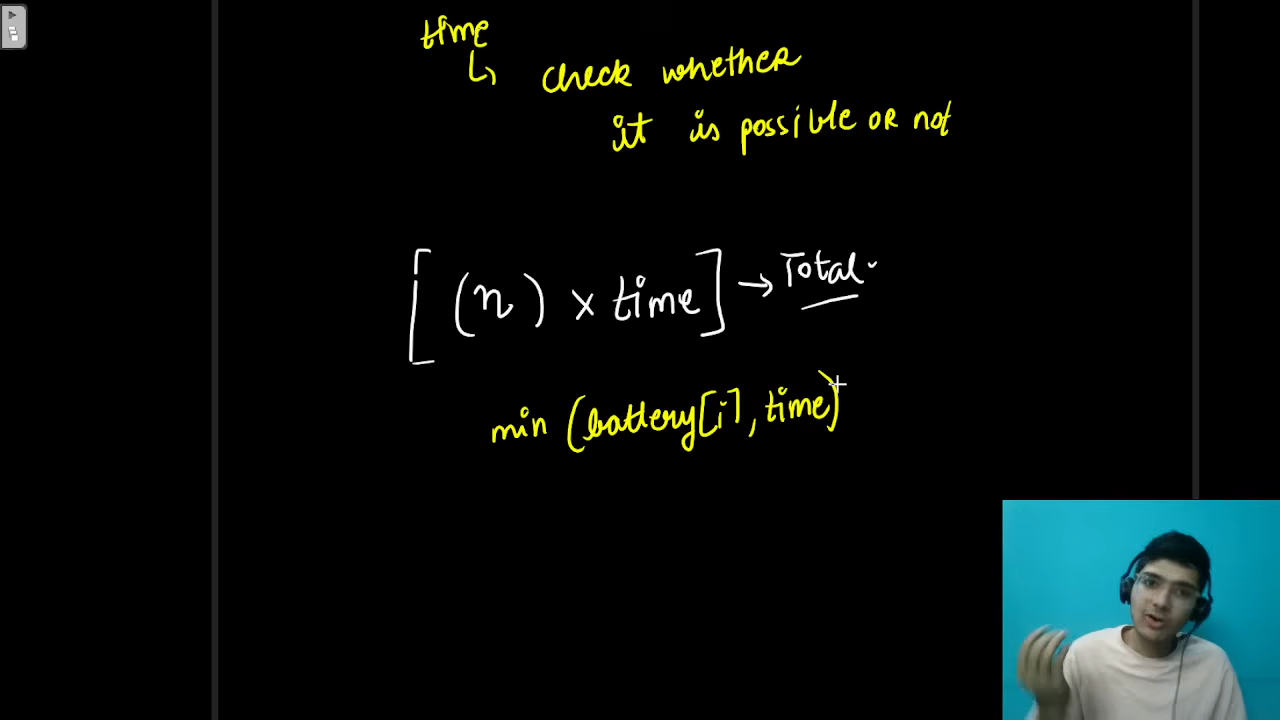 time
↳ check whether
it is possible OR not
[(n) × time] → Total.
min (battery[i], time)